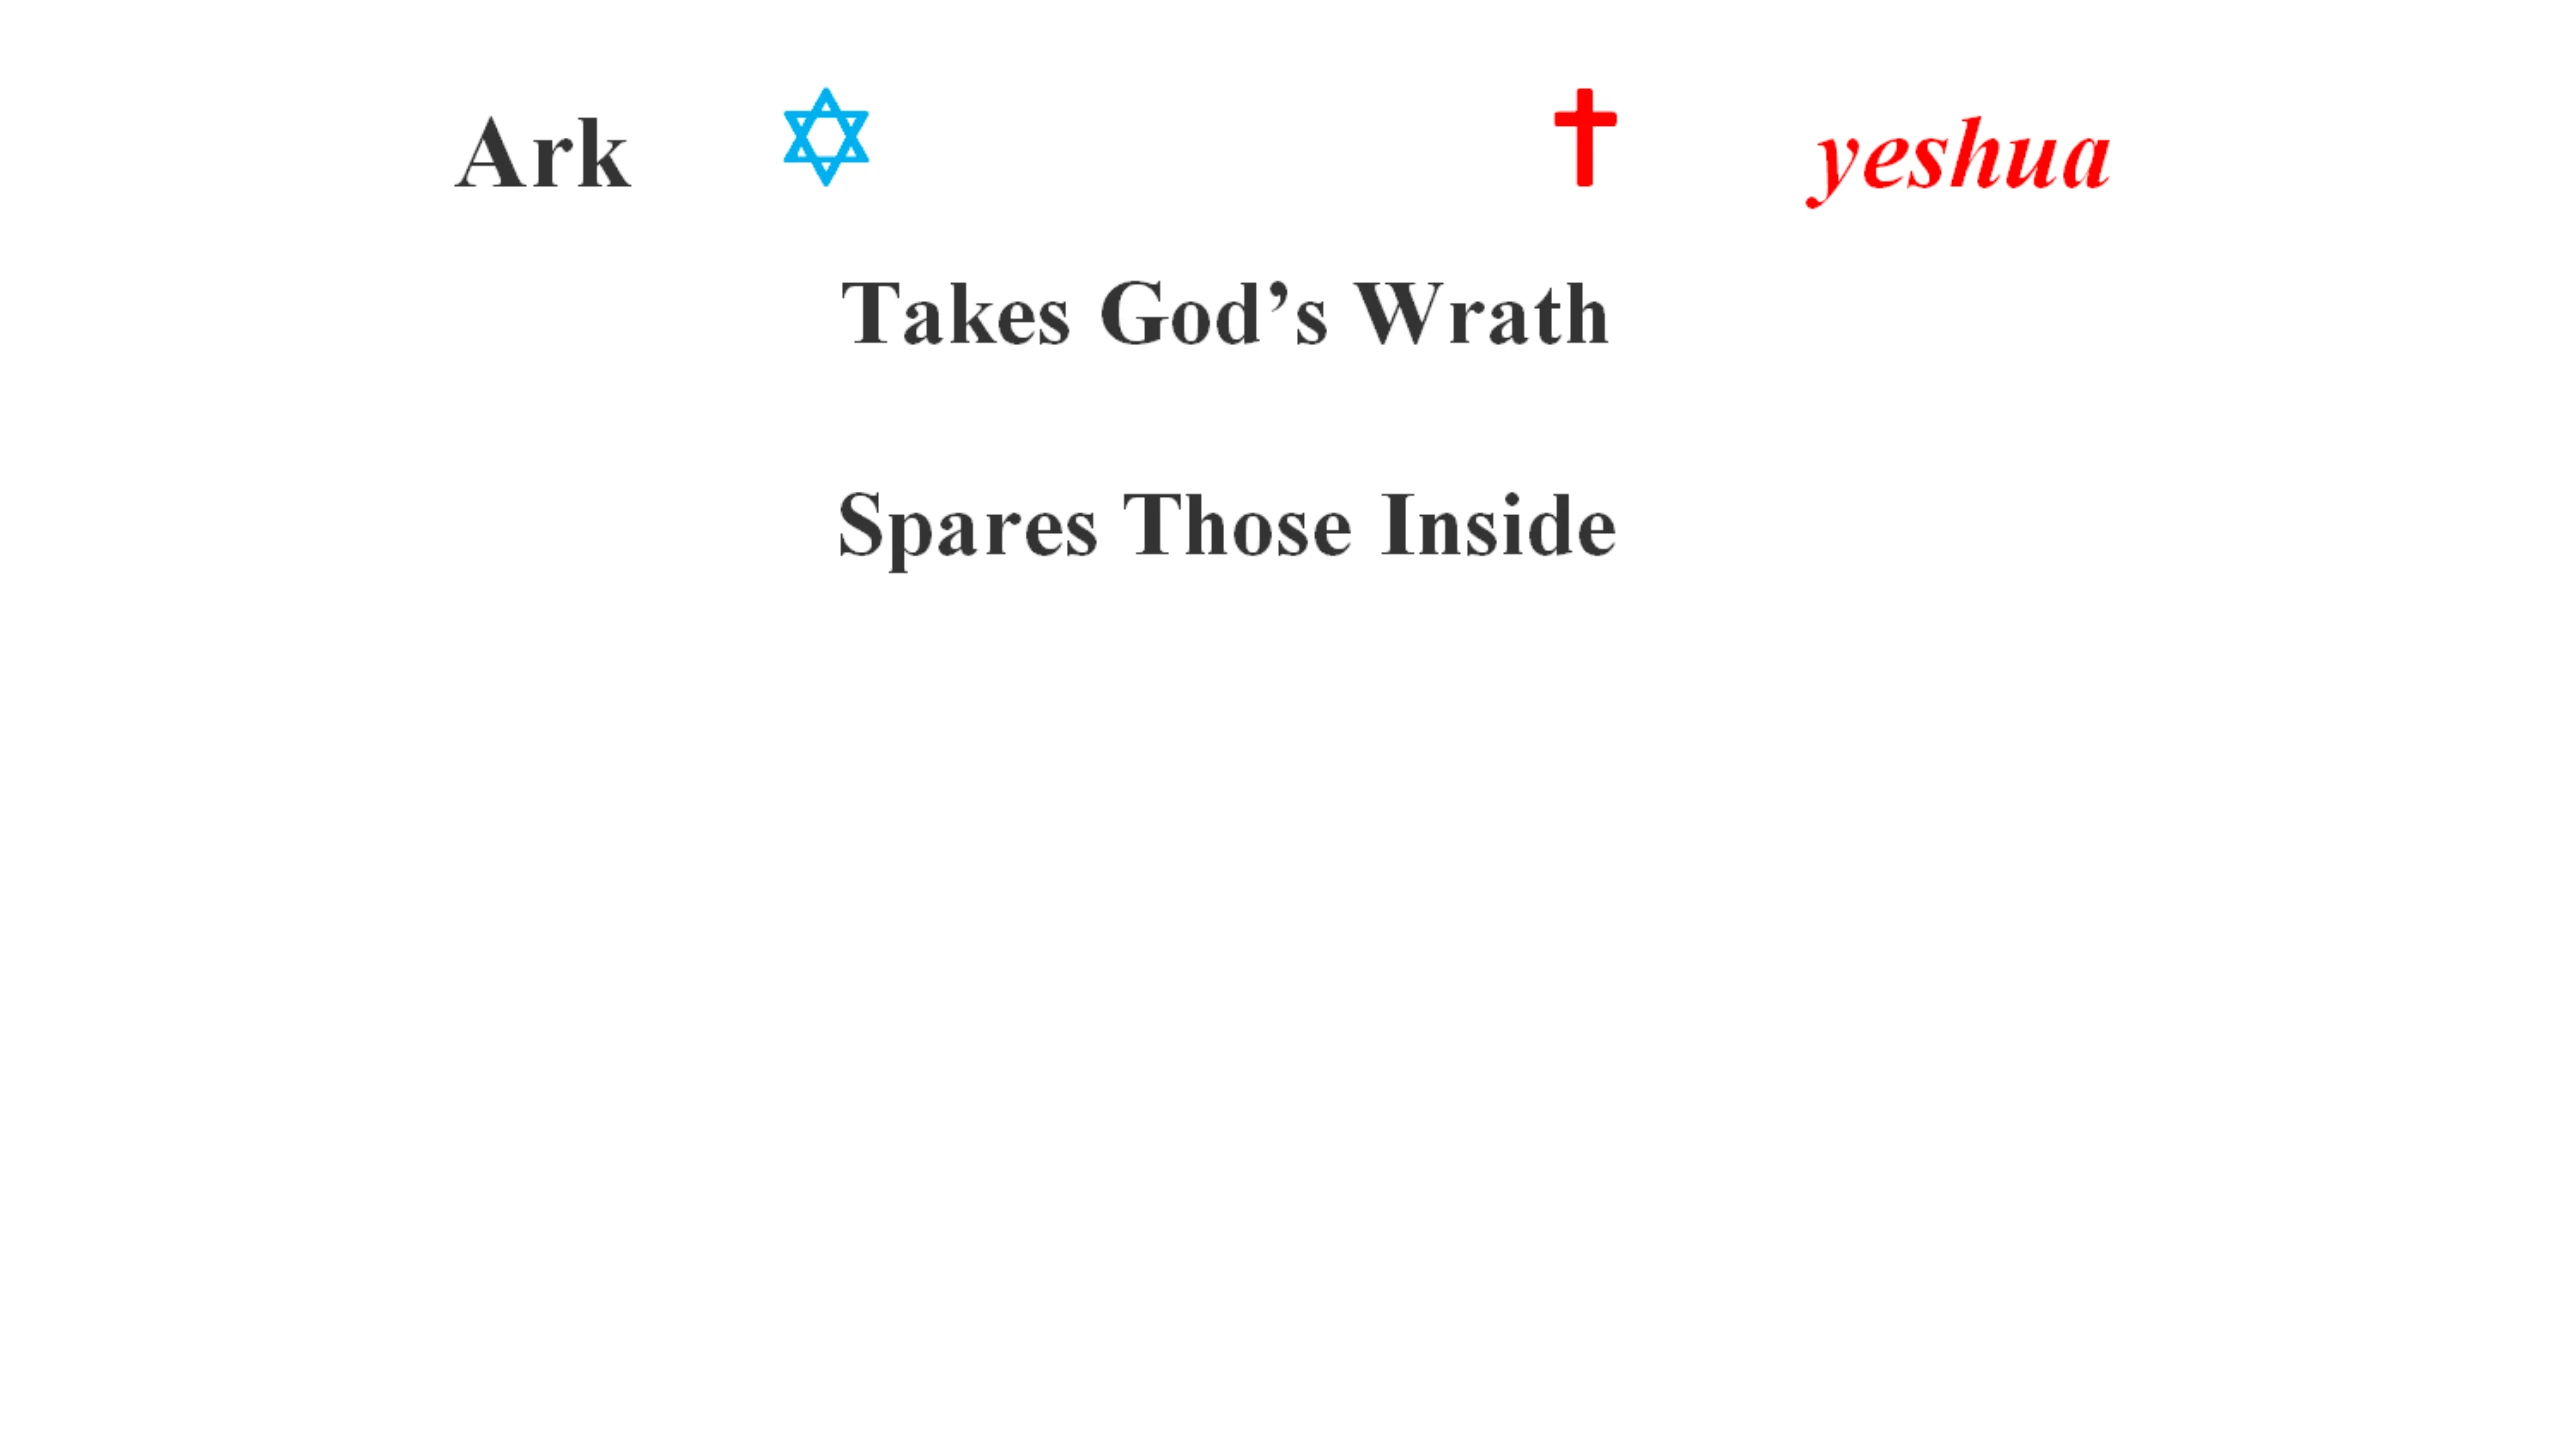 Ark ✡ ✝ yeshua
Takes God’s Wrath
Spares Those Inside